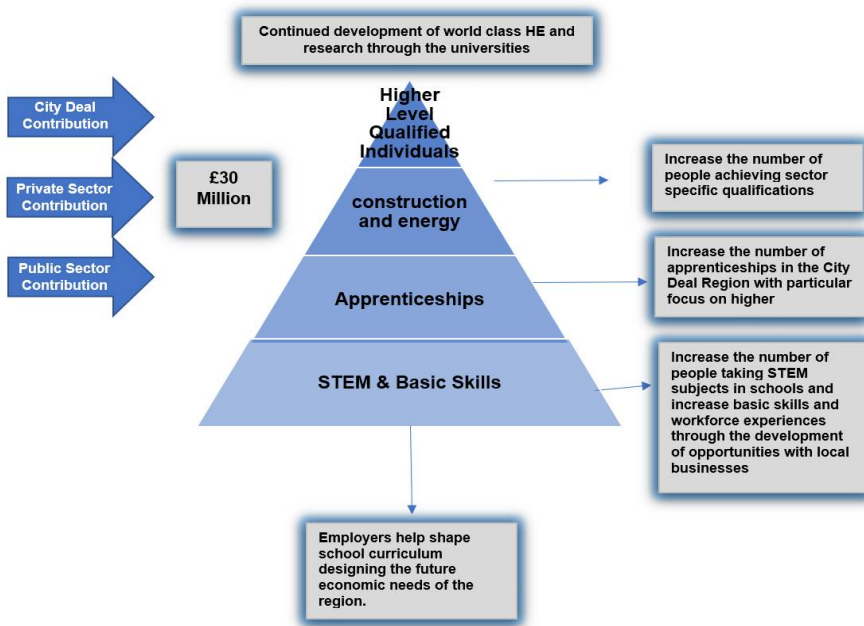 Continued development of world class HE and
research through the universities
City Deal
Contribution
Private Sector
Contribution
Public Sector
Contribution
£30
Million
Higher
Level
Qualified
Individuals
construction
and energy
Apprenticeships
STEM & Basic Skills
Increase the number of
people achieving sector
specific qualifications
Increase the number of
apprenticeships in the City
Deal Region with particular
focus on higher
Increase the number of
people taking STEM
subjects in schools and
increase basic skills and
workforce experiences
through the development
of opportunities with local
businesses
Employers help shape
school curriculum
designing the future
economic needs of the
region.